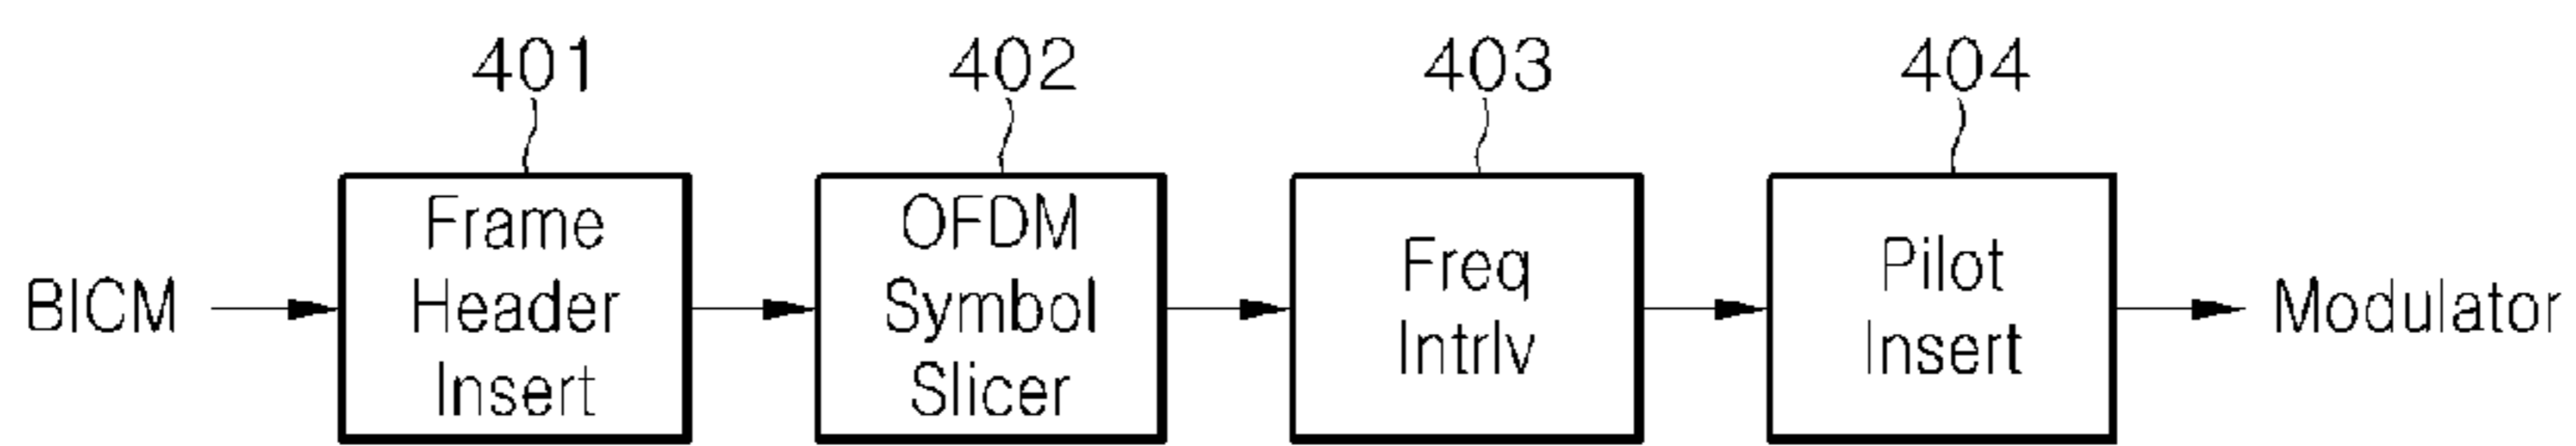 401
402
403
404
BICM
Frame
Header
Insert
OFDM
Symbol
Slicer
Freq
Intrlv
Pilot
Insert
Modulator